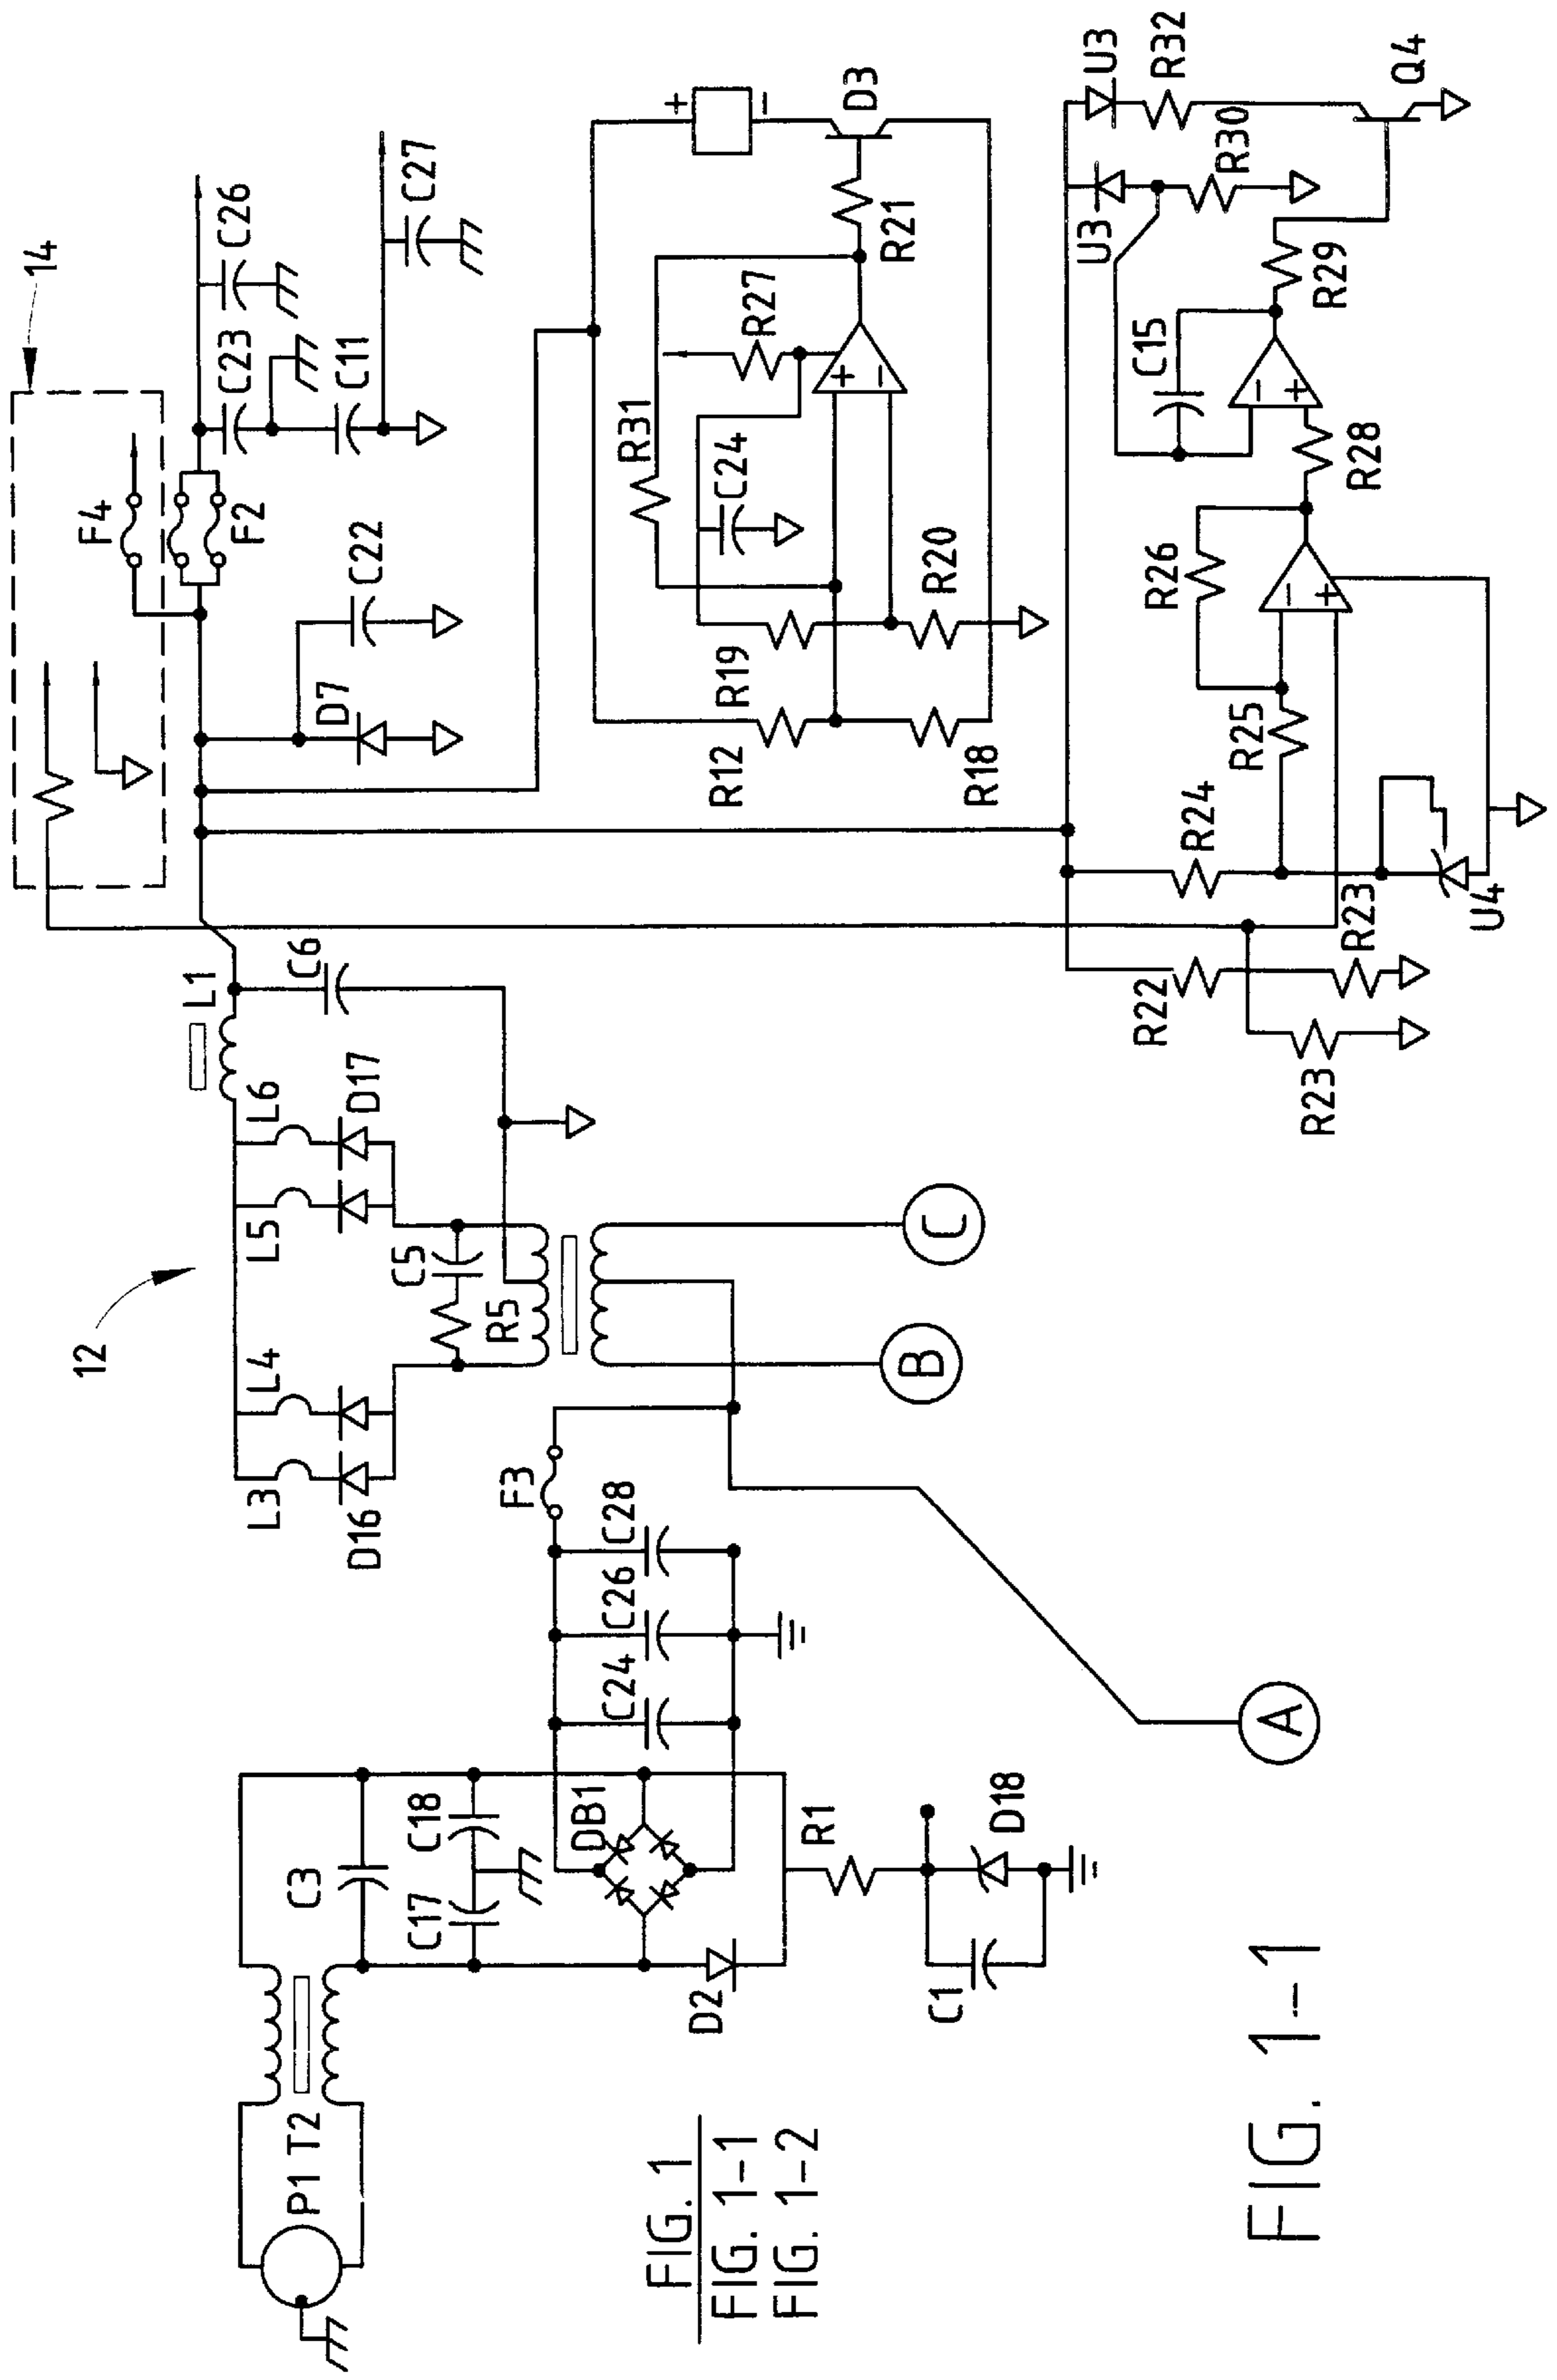 14
F4
F2
C23
C26
C11
C27
C22
D7
L1
C6
L6
D17
L5
C5
R5
12
L4
L3
D16
F3
C28
C26
C24
DB1
C18
C17
C3
P1 T2
D2
R1
D18
C1
A
B
C
+
−
D3
R21
R27
R31
C24
+
−
R20
R19
R12
R18
U3
R32
Q4
U3
R30
R29
C15
−
+
R28
R26
−
+
R25
R24
U4
R23
R22
R23
FIG. 1
FIG. 1-1
FIG. 1-2
FIG. 1-1